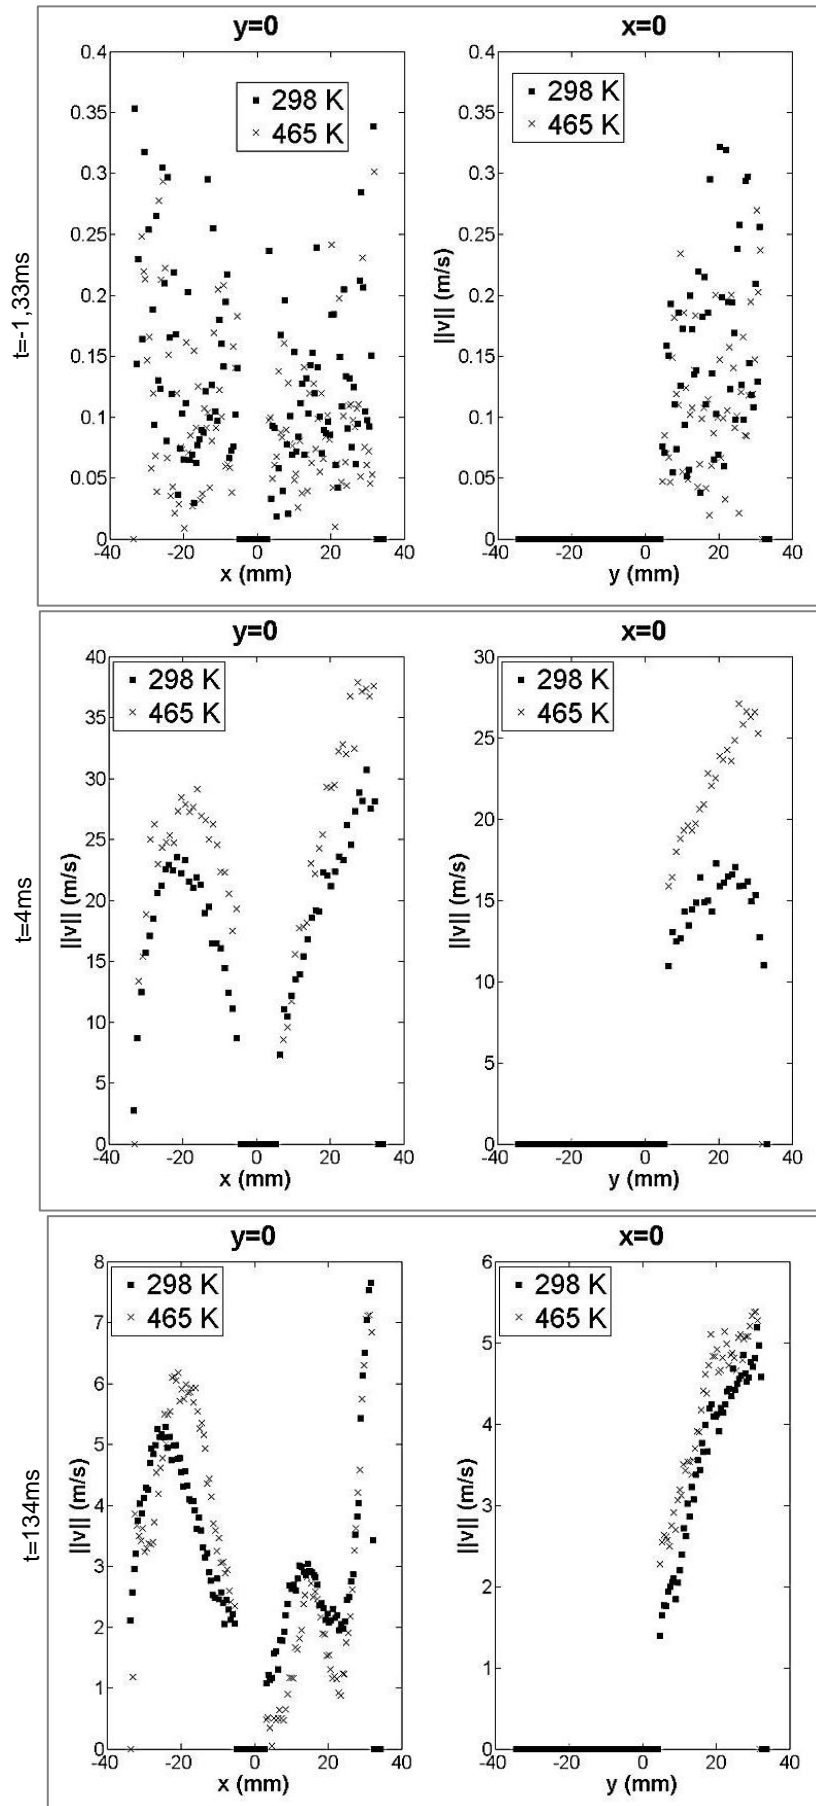 y=0
0.4
0.35
0.3
0.25
0.2
0.15
0.1
0.05
0
298 K
465 K
-40 -20 0 20 40
x (mm)
x=0
0.4
0.35
0.3
0.25
0.2
0.15
0.1
0.05
0
||v|| (m/s)
298 K
465 K
-40 -20 0 20 40
y (mm)
t=-1,33ms
y=0
40
35
30
25
20
15
10
5
0
||v|| (m/s)
298 K
465 K
-40 -20 0 20 40
x (mm)
x=0
30
25
20
15
10
5
0
||v|| (m/s)
298 K
465 K
-40 -20 0 20 40
y (mm)
t=4ms
y=0
8
7
6
5
4
3
2
1
0
||v|| (m/s)
298 K
465 K
-40 -20 0 20 40
x (mm)
x=0
6
5
4
3
2
1
0
||v|| (m/s)
298 K
465 K
-40 -20 0 20 40
y (mm)
t=134ms